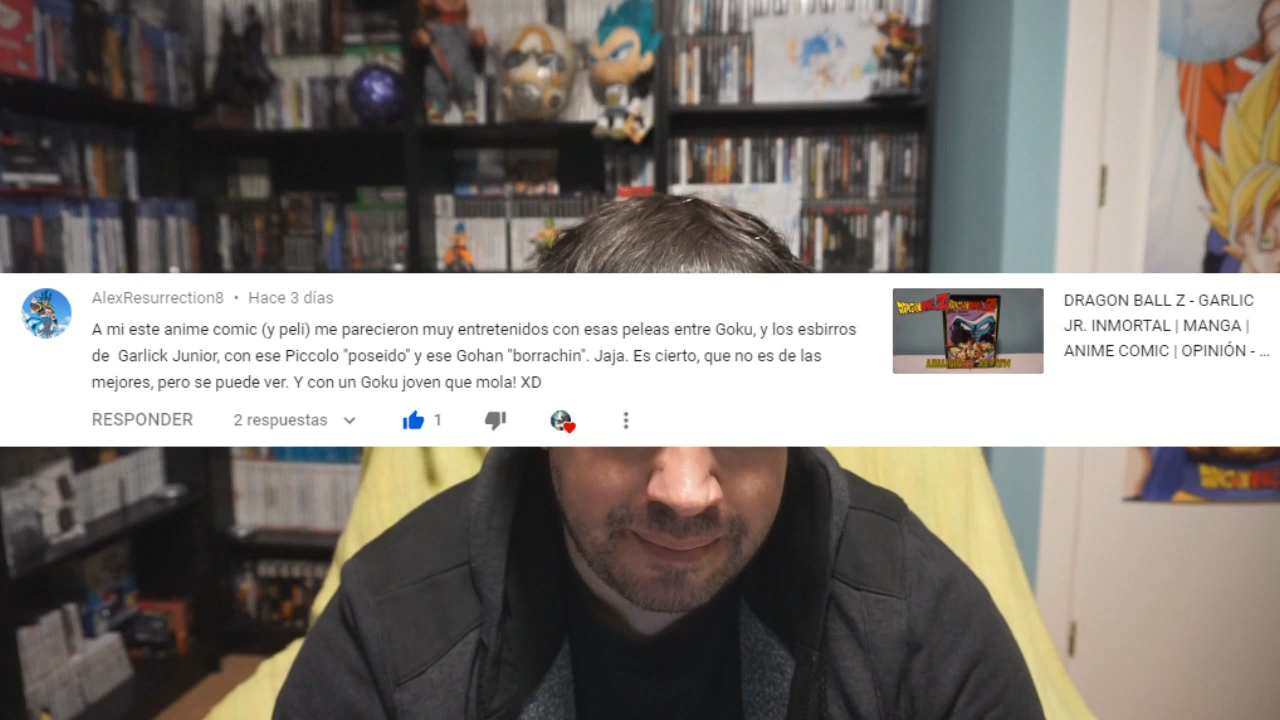 AlexResurrection8 • Hace 3 días
A mi este anime comic (y peli) me parecieron muy entretenidos con esas peleas entre Goku, y los esbirros
de Garlick Junior, con ese Piccolo "poseido" y ese Gohan "borrachin". Jaja. Es cierto, que no es de las
mejores, pero se puede ver. Y con un Goku joven que mola! XD
RESPONDER 2 respuestas 1
DRAGON BALL Z - GARLIC
JR. INMORTAL | MANGA |
ANIME COMIC | OPINIÓN - ...